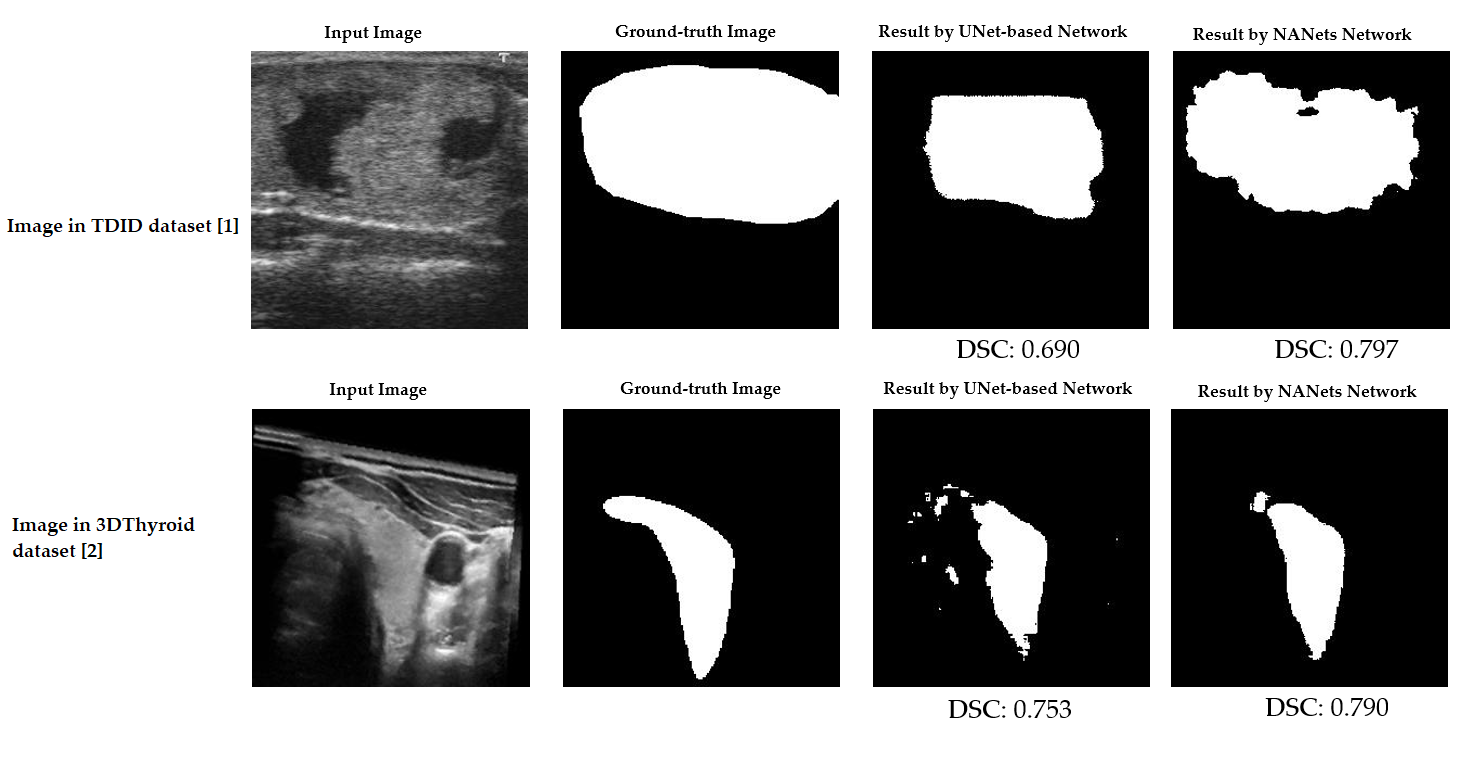 Input Image
Ground-truth Image
Result by UNet-based Network
Result by NANets Network
T
Image in TDID dataset [1]
DSC: 0.690
DSC: 0.797
Input Image
Ground-truth Image
Result by UNet-based Network
Result by NANets Network
Image in 3DThyroid
dataset [2]
DSC: 0.753
DSC: 0.790